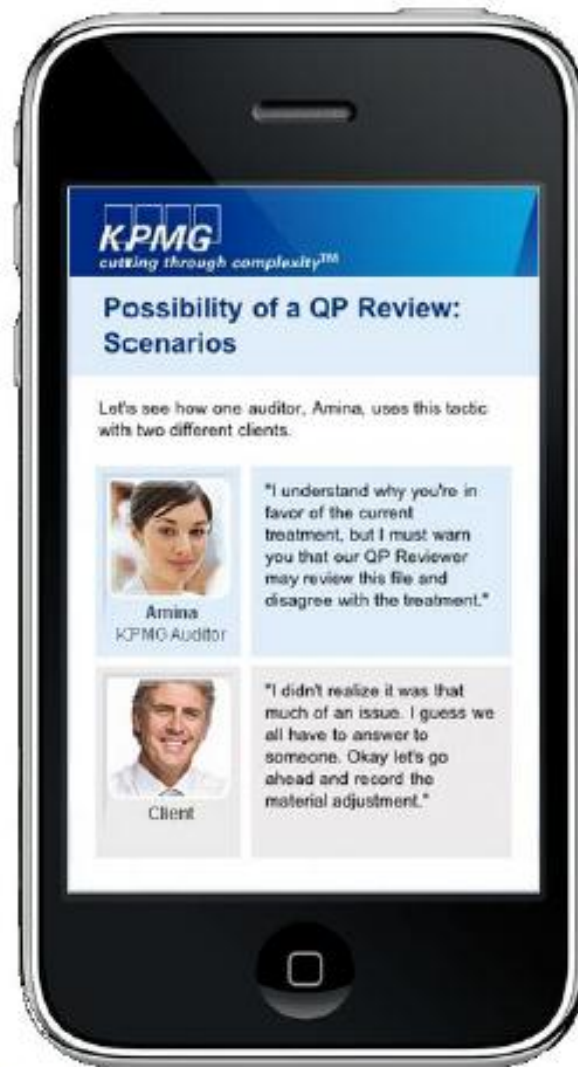 KPMG
cutting through complexity™
Possibility of a QP Review:
Scenarios
Let's see how one auditor, Amina, uses this tactic
with two different clients.
"I understand why you're in
favor of the current
treatment, but I must warn
you that our QP Reviewer
may review this file and
disagree with the treatment."
Amina
KPMG Auditor
"I didn't realize it was that
much of an issue. I guess we
all have to answer to
someone. Okay let's go
ahead and record the
material adjustment."
Client